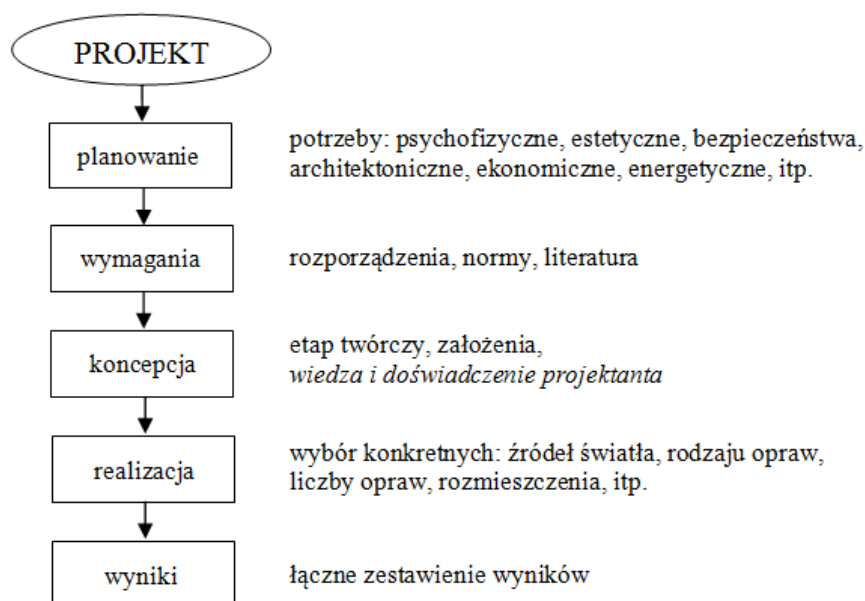 PROJEKT
planowanie
potrzeby: psychofizyczne, estetyczne, bezpieczeństwa,
architektoniczne, ekonomiczne, energetyczne, itp.
wymagania
rozporządzenia, normy, literatura
koncepcja
etap twórczy, założenia,
wiedza i doświadczenie projektanta
realizacja
wybór konkretnych: źródeł światła, rodzaju opraw,
liczby opraw, rozmieszczenia, itp.
wyniki
łączne zestawienie wyników